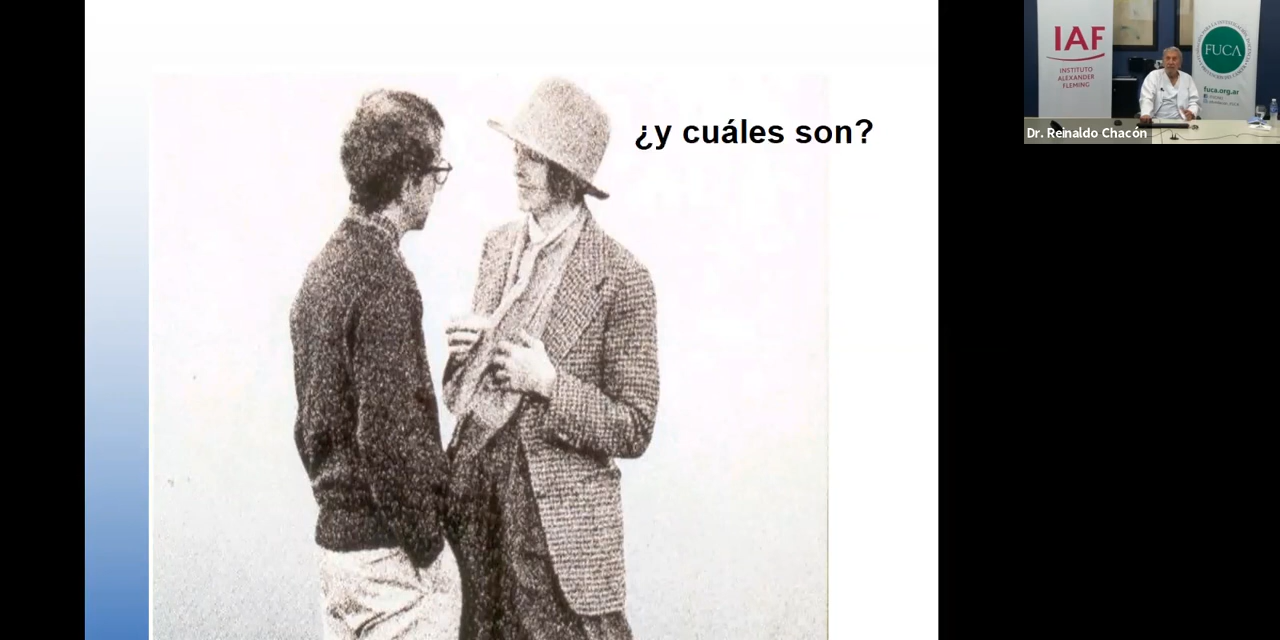 ¿y cuáles son?
IAF
INSTITUTO
ALEXANDER
FLEMING
FUCA
fuca.org.ar
Dr. Reinaldo Chacón